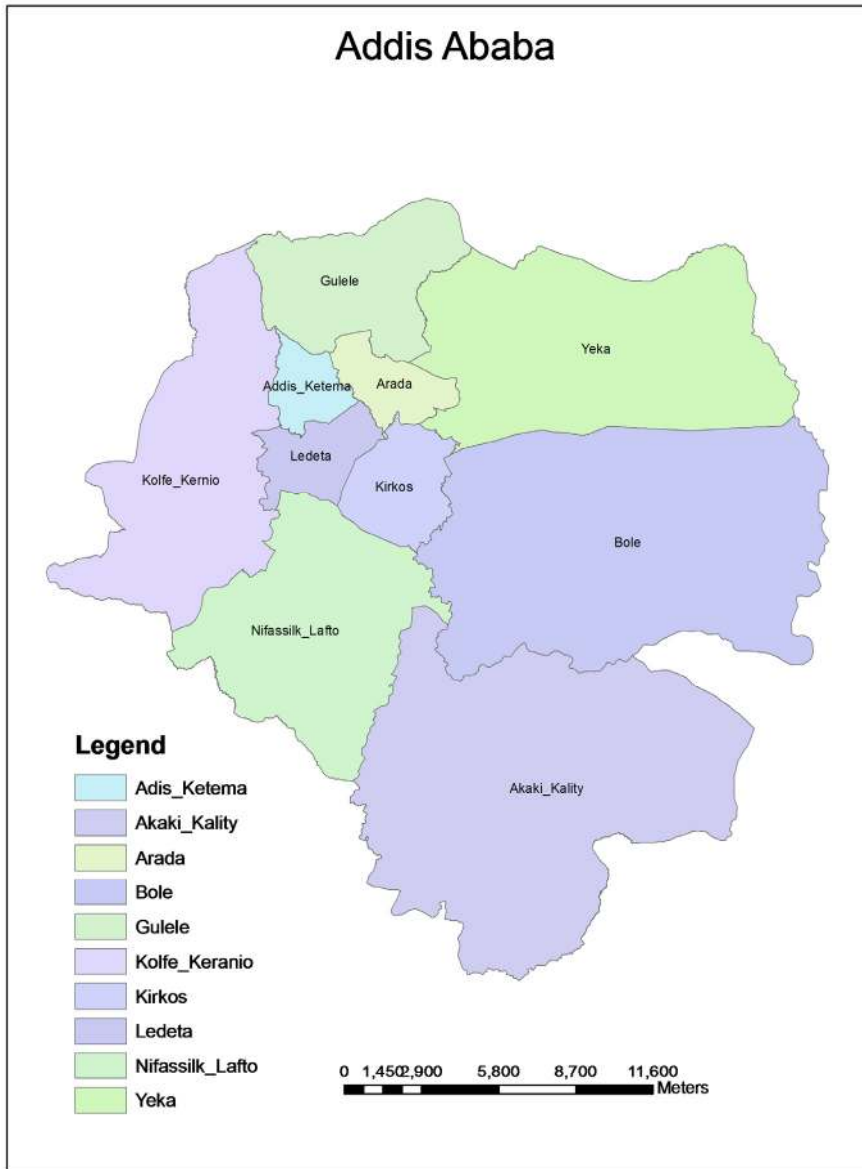 Addis Ababa
Gulele
Yeka
Addis_Ketema
Arada
Ledeta
Kolfe_Kernio
Kirkos
Bole
Nifassilk_Lafto
Akaki_Kality
Legend
Adis_Ketema
Akaki_Kality
Arada
Bole
Gulele
Kolfe_Keranio
Kirkos
Ledeta
Nifassilk_Lafto
Yeka
0 1,450 2,900 5,800 8,700 11,600
Meters